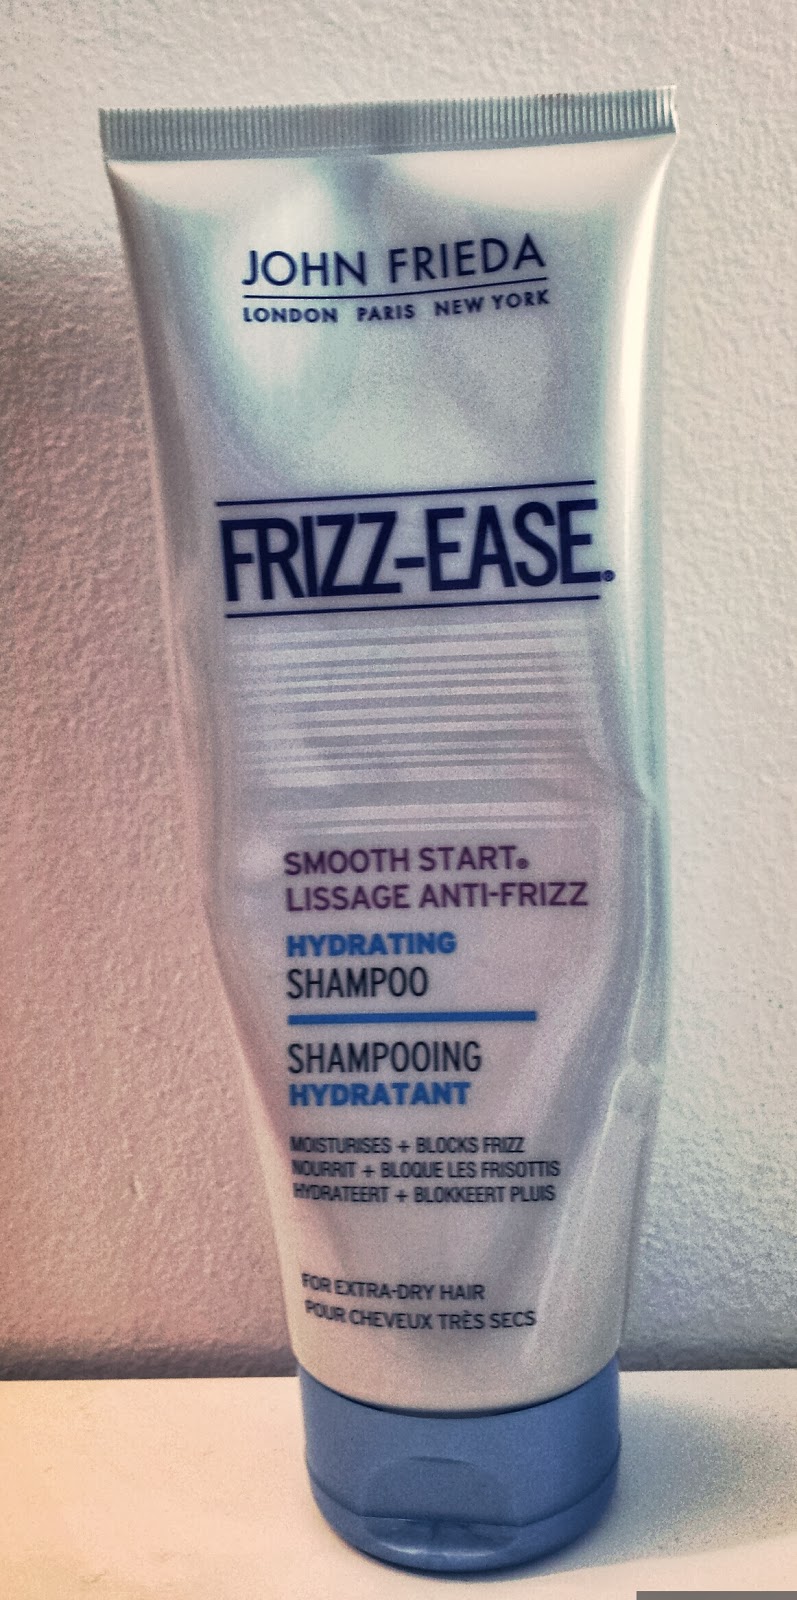 JOHN FRIEDA
LONDON PARIS NEW YORK
FRIZZ-EASE®
SMOOTH START®
LISSAGE ANTI-FRIZZ
HYDRATING
SHAMPOO
SHAMPOOING
HYDRATANT
MOISTURISES + BLOCKS FRIZZ
NOURRIT + BLOQUE LES FRISOTTIS
HYDRATEERT + BLOKKEERT PLUIS
FOR EXTRA-DRY HAIR
POUR CHEVEUX TRÈS SECS